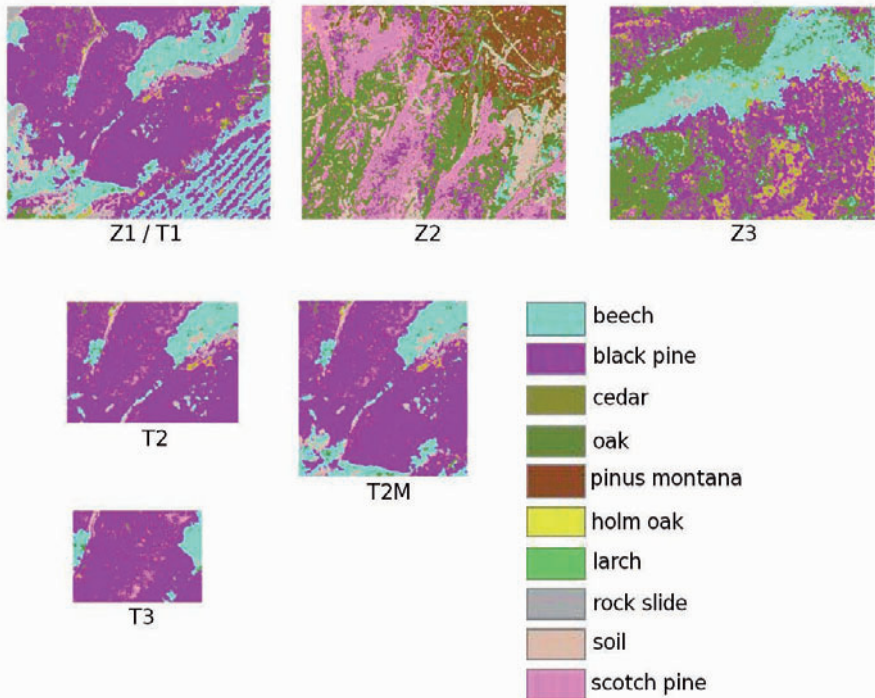 Z1 / T1
Z2
Z3
T2
T2M
T3
beech
black pine
cedar
oak
pinus montana
holm oak
larch
rock slide
soil
scotch pine